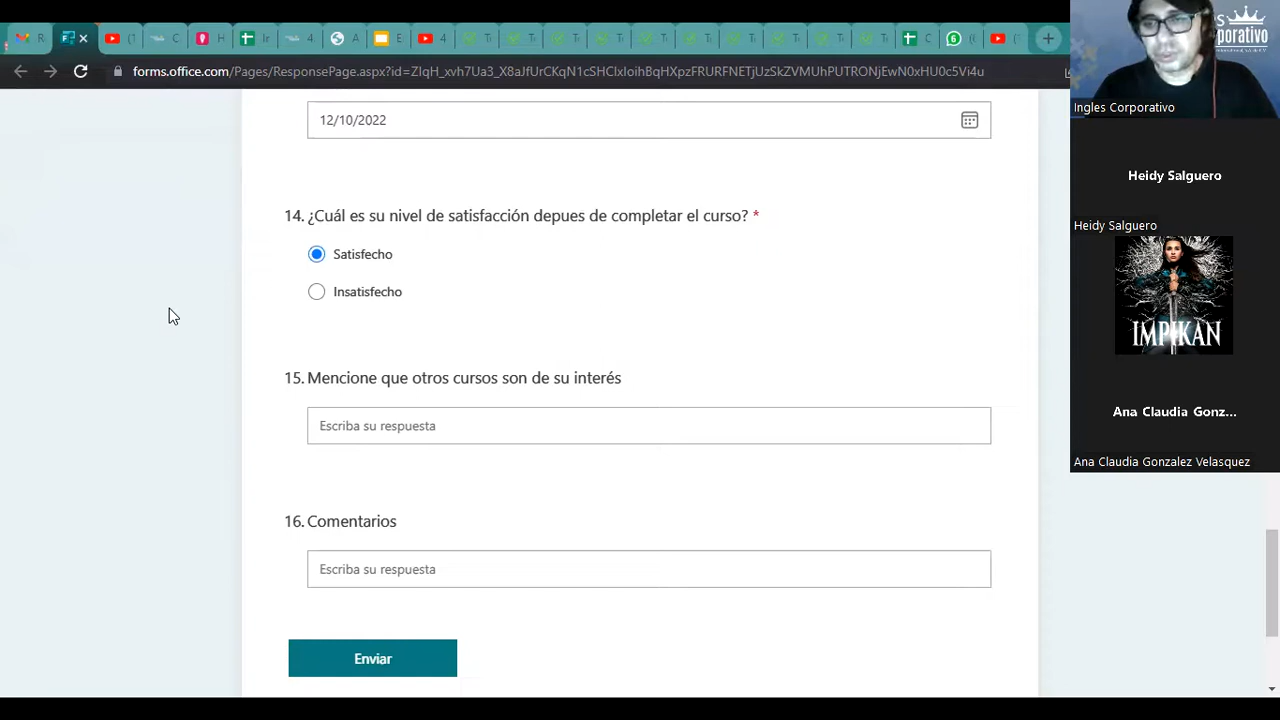 forms.office.com/Pages/ResponsePage.aspx?id=ZIqH_xvh7Ua3_X8aJfUrCKqN1cSHCIxIoihBqHXpzFRURFNETjUzSkZVMUhPUTRONjEwN0xHU0c5Vi4u
12/10/2022
14. ¿Cuál es su nivel de satisfacción depues de completar el curso? *
Satisfecho
Insatisfecho
15. Mencione que otros cursos son de su interés
Escriba su respuesta
16. Comentarios
Escriba su respuesta
Enviar
Ingles Corporativo
Heidy Salguero
Heidy Salguero
IMPIKAN
Ana Claudia Gonz...
Ana Claudia Gonzalez Velasquez